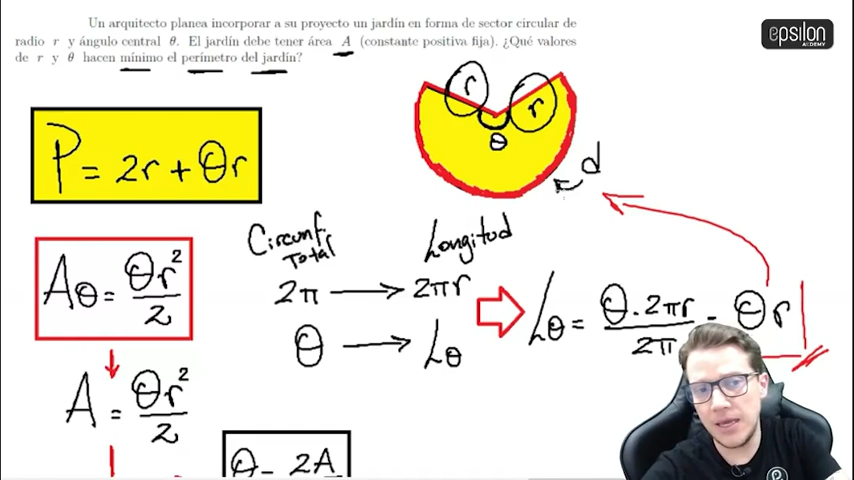 Un arquitecto planea incorporar a su proyecto un jardín en forma de sector circular de
radio r y ángulo central θ. El jardín debe tener área A (constante positiva fija). ¿Qué valores
de r y θ hacen mínimo el perímetro del jardín?
epsilon
ACADEMY
r r
θ
d
P = 2r + θr
Circunf. Total Longitud
2π → 2πr
θ → Lθ
Lθ = θ.2πr / 2π = θr
Aθ = θr² / 2
A = θr² / 2
θ = 2A